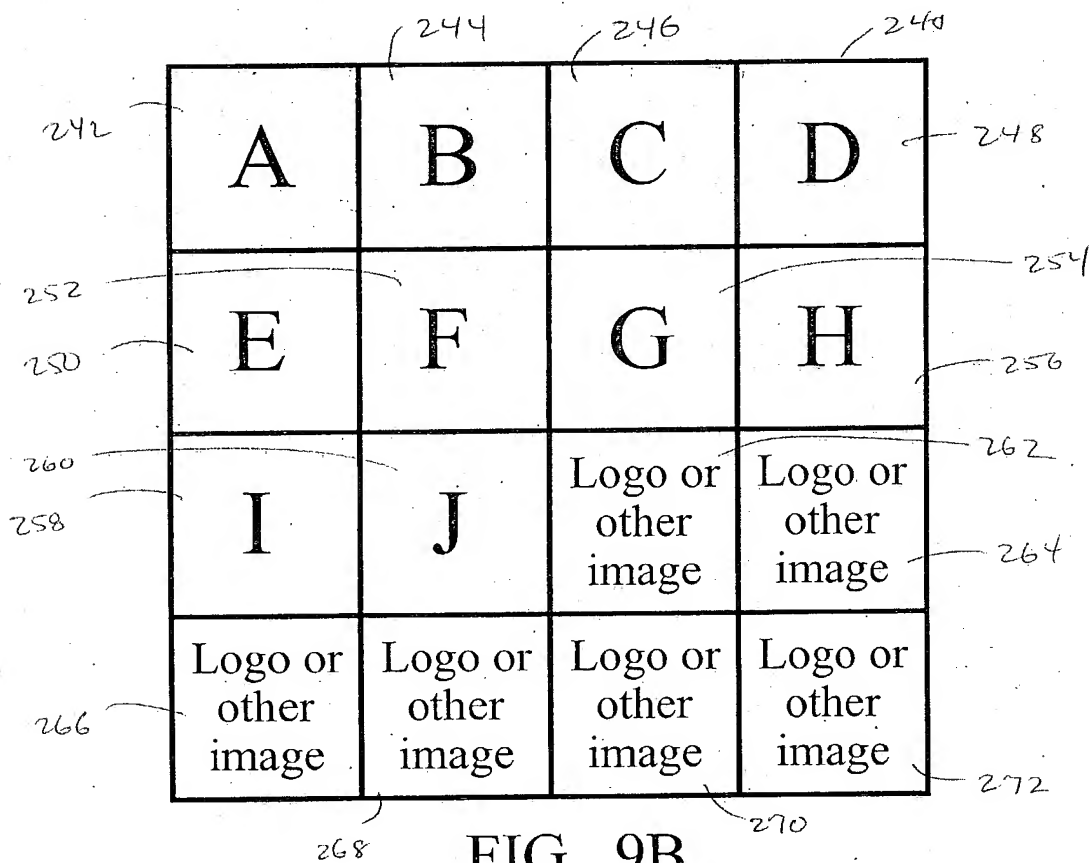 244 246 240
242 A B C D 248
252 254
250 E F G H 256
260 262
258 I J Logo or other image Logo or other image 264
266 Logo or other image Logo or other image Logo or other image Logo or other image 272
268 270
FIG. 9B